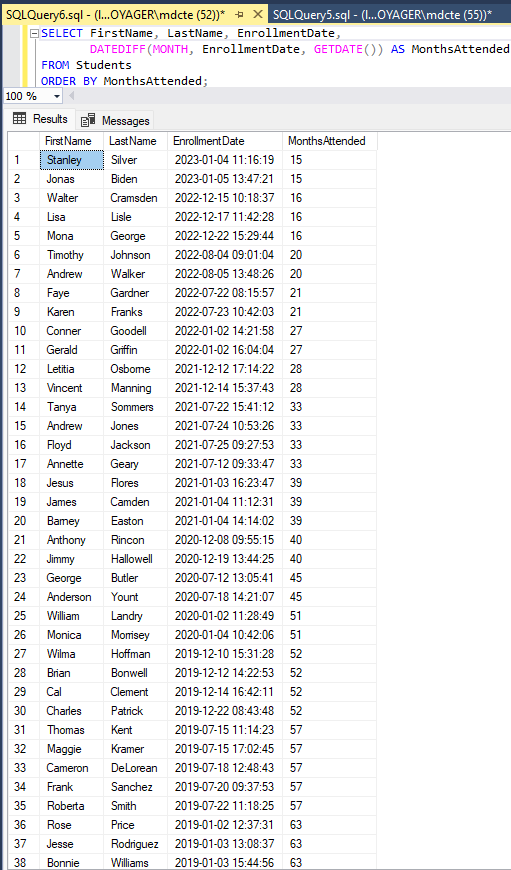 SQLQuery6.sql - (l...OYAGER\mdcte (52))* SQLQuery5.sql - (l...OYAGER\mdcte (55))*
SELECT FirstName, LastName, EnrollmentDate,
DATEDIFF(MONTH, EnrollmentDate, GETDATE()) AS MonthsAttended
FROM Students
ORDER BY MonthsAttended;
100 %
Results Messages
FirstName LastName EnrollmentDate MonthsAttended
1 Stanley Silver 2023-01-04 11:16:19 15
2 Jonas Biden 2023-01-05 13:47:21 15
3 Walter Cramsden 2022-12-15 10:18:37 16
4 Lisa Lisle 2022-12-17 11:42:28 16
5 Mona George 2022-12-22 15:29:44 16
6 Timothy Johnson 2022-08-04 09:01:04 20
7 Andrew Walker 2022-08-05 13:48:26 20
8 Faye Gardner 2022-07-22 08:15:57 21
9 Karen Franks 2022-07-23 10:42:03 21
10 Conner Goodell 2022-01-02 14:21:58 27
11 Gerald Griffin 2022-01-02 16:04:04 27
12 Letitia Osborne 2021-12-12 17:14:22 28
13 Vincent Manning 2021-12-14 15:37:43 28
14 Tanya Sommers 2021-07-22 15:41:12 33
15 Andrew Jones 2021-07-24 10:53:26 33
16 Floyd Jackson 2021-07-25 09:27:53 33
17 Annette Geary 2021-07-12 09:33:47 33
18 Jesus Flores 2021-01-03 16:23:47 39
19 James Camden 2021-01-04 11:12:31 39
20 Barney Easton 2021-01-04 14:14:02 39
21 Anthony Rincon 2020-12-08 09:55:15 40
22 Jimmy Hallowell 2020-12-19 13:44:25 40
23 George Butler 2020-07-12 13:05:41 45
24 Anderson Yount 2020-07-18 14:21:07 45
25 William Landry 2020-01-02 11:28:49 51
26 Monica Morrisey 2020-01-04 10:42:06 51
27 Wilma Hoffman 2019-12-10 15:31:28 52
28 Brian Bonwell 2019-12-12 14:22:53 52
29 Cal Clement 2019-12-14 16:42:11 52
30 Charles Patrick 2019-12-22 08:43:48 52
31 Thomas Kent 2019-07-15 11:14:23 57
32 Maggie Kramer 2019-07-15 17:02:45 57
33 Cameron DeLorean 2019-07-18 12:48:43 57
34 Frank Sanchez 2019-07-20 09:37:53 57
35 Roberta Smith 2019-07-22 11:18:25 57
36 Rose Price 2019-01-02 12:37:31 63
37 Jesse Rodriguez 2019-01-03 13:08:37 63
38 Bonnie Williams 2019-01-03 15:44:56 63